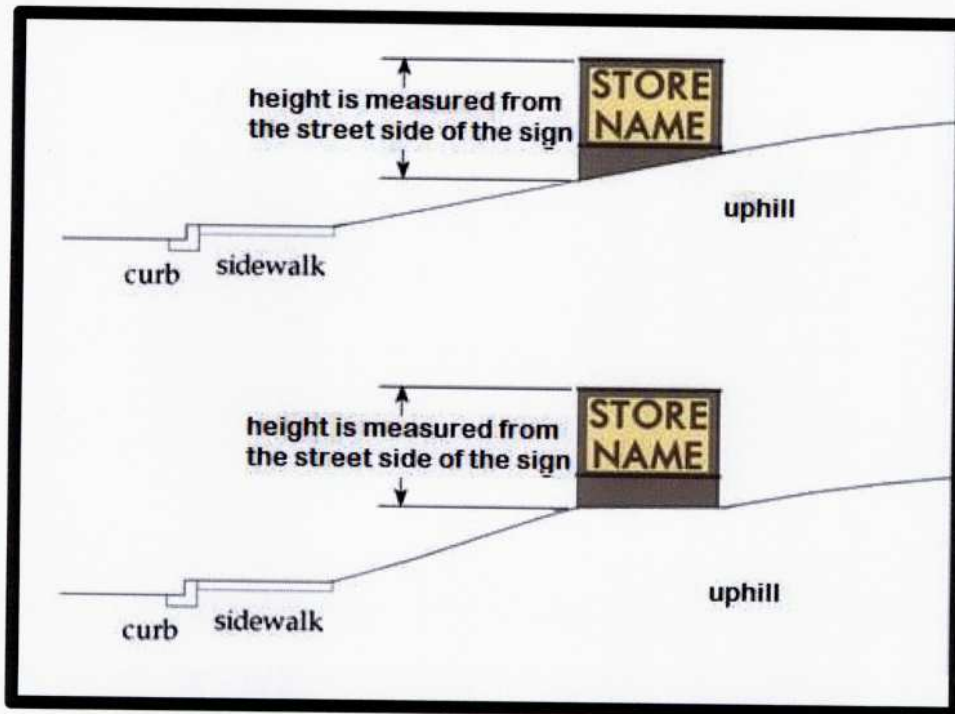 height is measured from
the street side of the sign
STORE
NAME
uphill
curb
sidewalk
height is measured from
the street side of the sign
STORE
NAME
uphill
curb
sidewalk